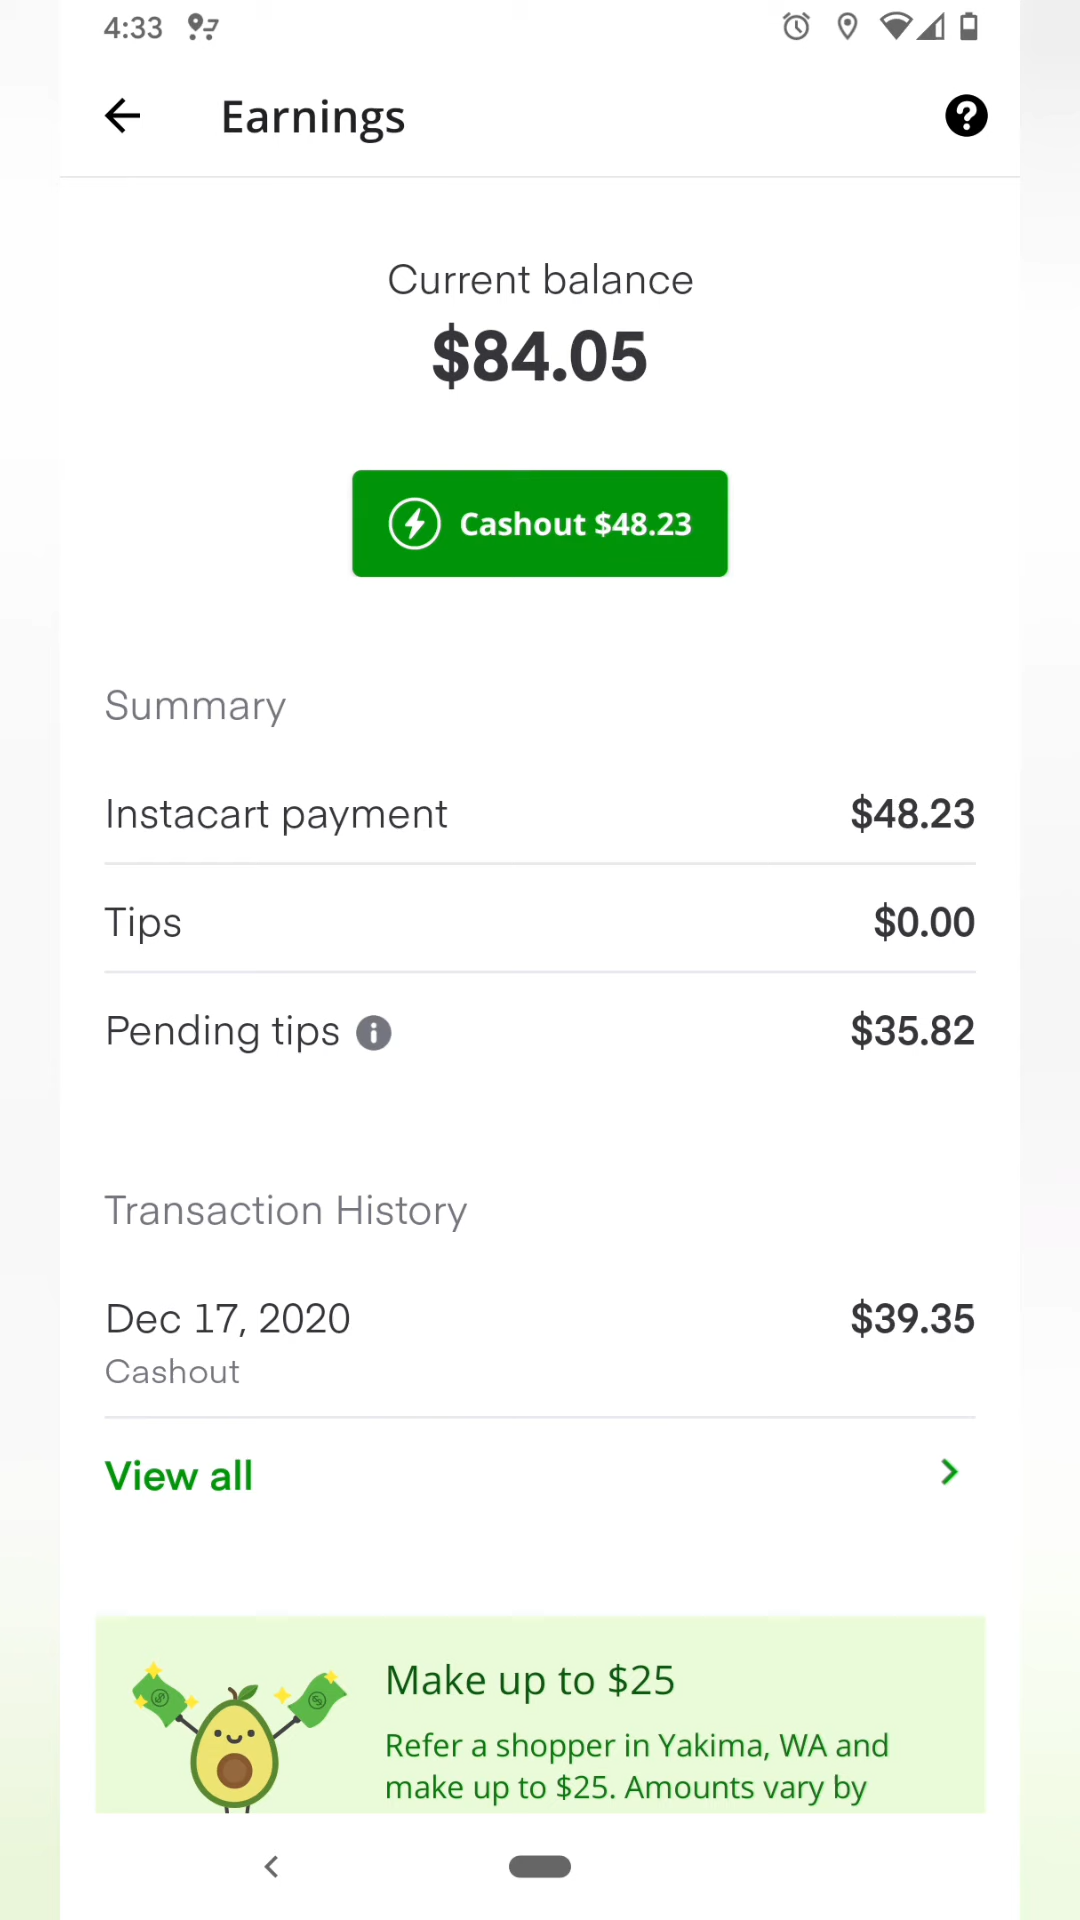 4:33
Earnings
Current balance
$84.05
Cashout $48.23
Summary
Instacart payment $48.23
Tips $0.00
Pending tips $35.82
Transaction History
Dec 17, 2020 $39.35
Cashout
View all
Make up to $25
Refer a shopper in Yakima, WA and
make up to $25. Amounts vary by